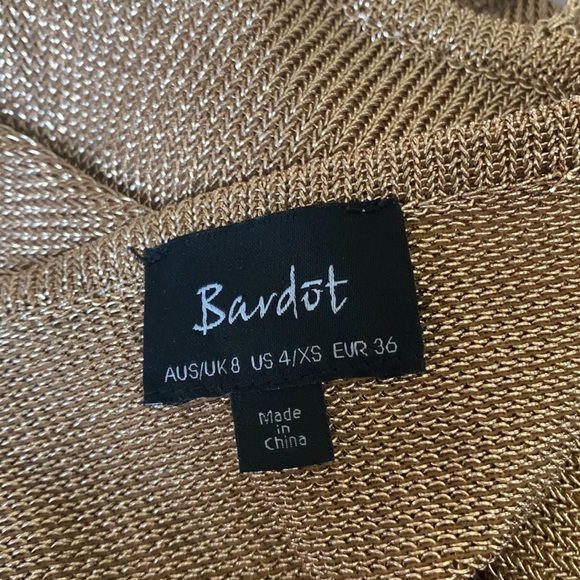 Bardōt
AUS/UK 8 US 4/XS EUR 36
Made
in
China